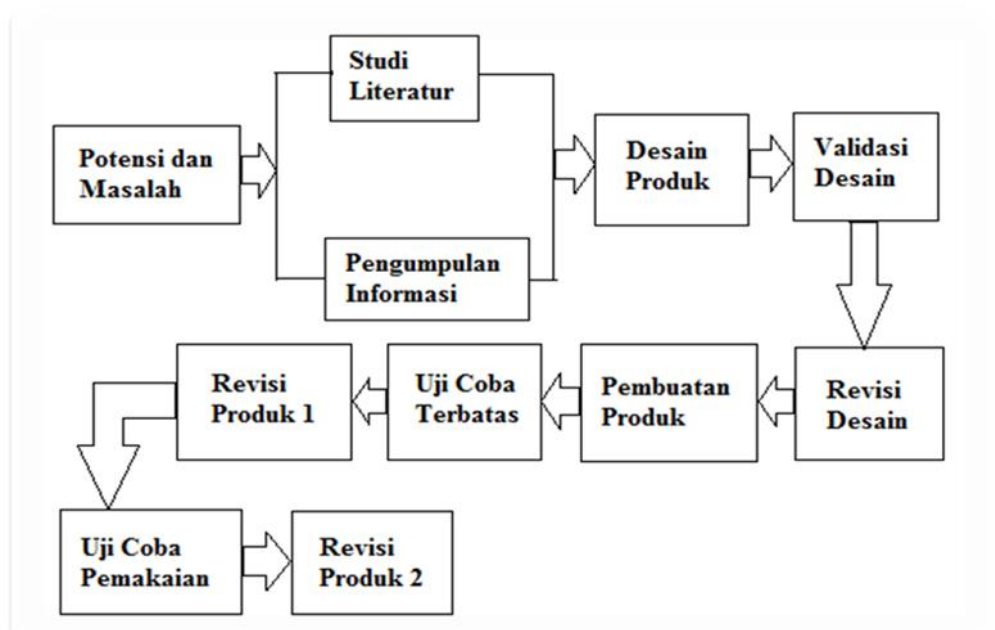 Potensi dan
Masalah
Studi
Literatur
Pengumpulan
Informasi
Desain
Produk
Validasi
Desain
Revisi
Desain
Pembuatan
Produk
Uji Coba
Terbatas
Revisi
Produk 1
Uji Coba
Pemakaian
Revisi
Produk 2